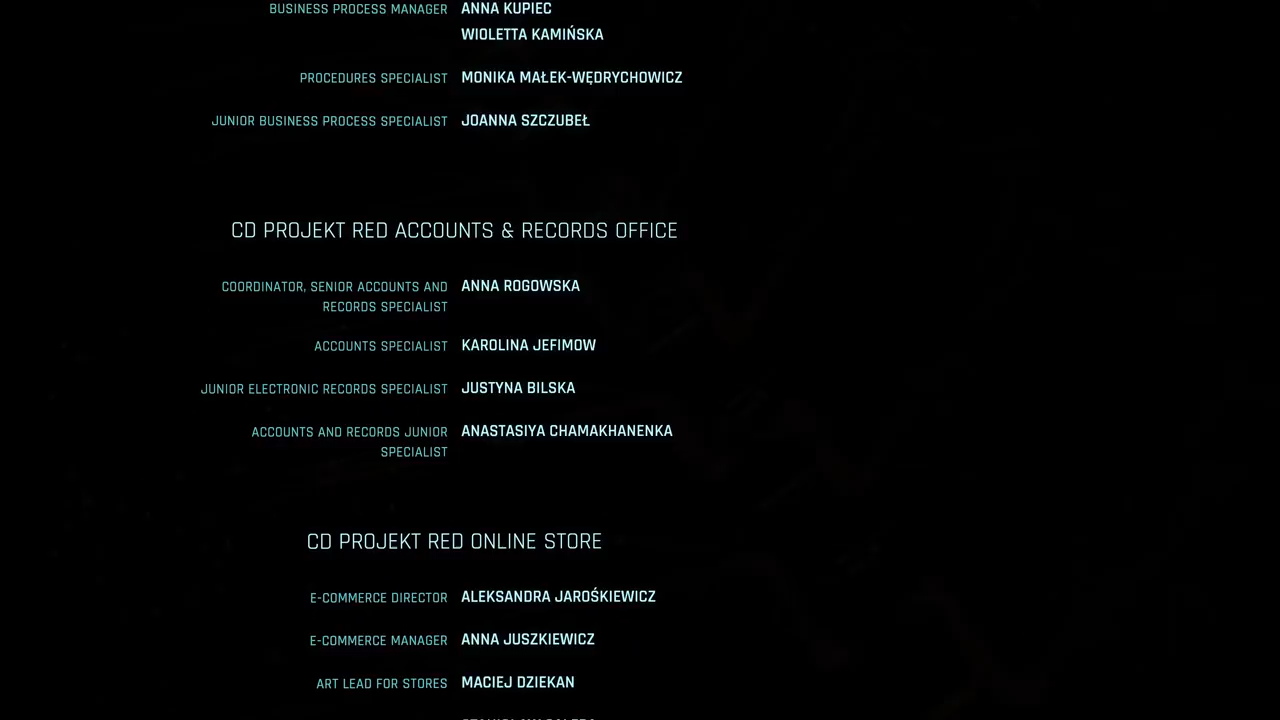 BUSINESS PROCESS MANAGER ANNA KUPIEC
WIOLETTA KAMIŃSKA
PROCEDURES SPECIALIST MONIKA MAŁEK-WĘDRYCHOWICZ
JUNIOR BUSINESS PROCESS SPECIALIST JOANNA SZCZUBEŁ
CD PROJEKT RED ACCOUNTS & RECORDS OFFICE
COORDINATOR, SENIOR ACCOUNTS AND ANNA ROGOWSKA
RECORDS SPECIALIST
ACCOUNTS SPECIALIST KAROLINA JEFIMOW
JUNIOR ELECTRONIC RECORDS SPECIALIST JUSTYNA BILSKA
ACCOUNTS AND RECORDS JUNIOR ANASTASIYA CHAMAKHANENKA
SPECIALIST
CD PROJEKT RED ONLINE STORE
E-COMMERCE DIRECTOR ALEKSANDRA JAROŚKIEWICZ
E-COMMERCE MANAGER ANNA JUSZKIEWICZ
ART LEAD FOR STORES MACIEJ DZIEKAN